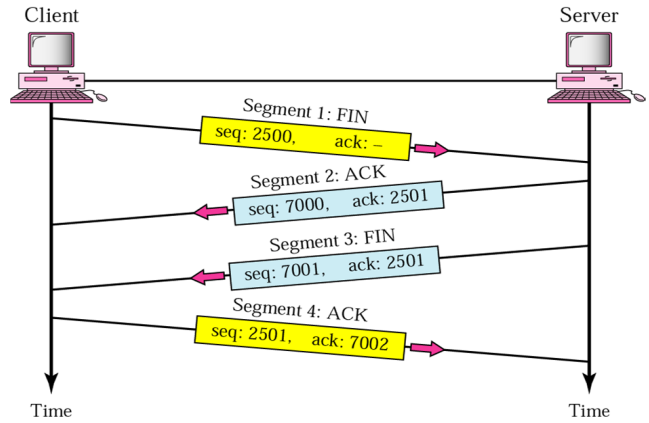 Client
Server
Segment 1: FIN
seq: 2500, ack: –
Segment 2: ACK
seq: 7000, ack: 2501
Segment 3: FIN
seq: 7001, ack: 2501
Segment 4: ACK
seq: 2501, ack: 7002
Time
Time